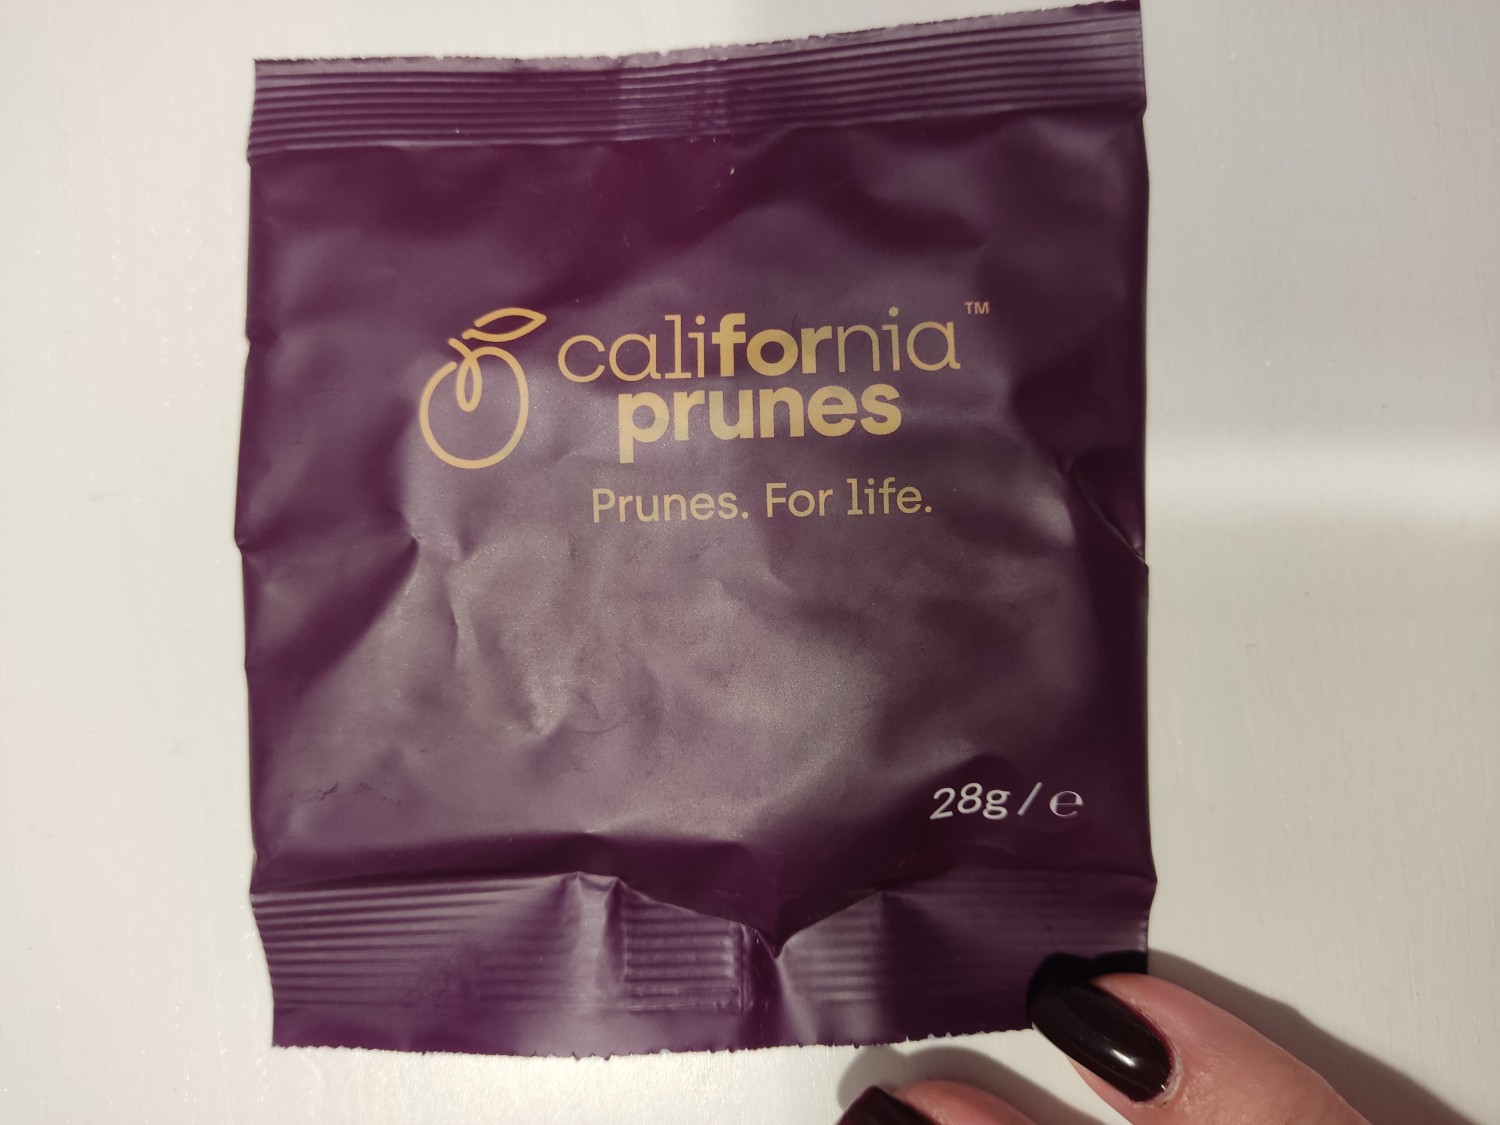 california™
prunes
Prunes. For life.
28g / ℮